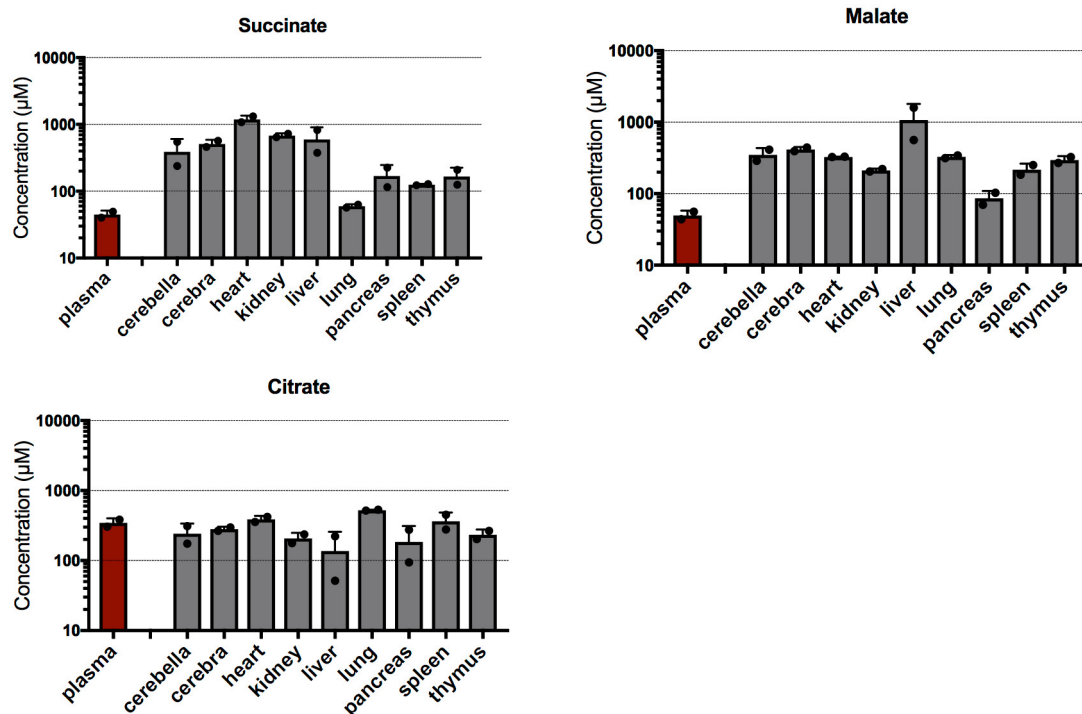 Succinate
Concentration (µM)
10000
1000
100
10
plasma
cerebella
cerebra
heart
kidney
liver
lung
pancreas
spleen
thymus
Malate
Concentration (µM)
10000
1000
100
10
plasma
cerebella
cerebra
heart
kidney
liver
lung
pancreas
spleen
thymus
Citrate
Concentration (µM)
10000
1000
100
10
plasma
cerebella
cerebra
heart
kidney
liver
lung
pancreas
spleen
thymus